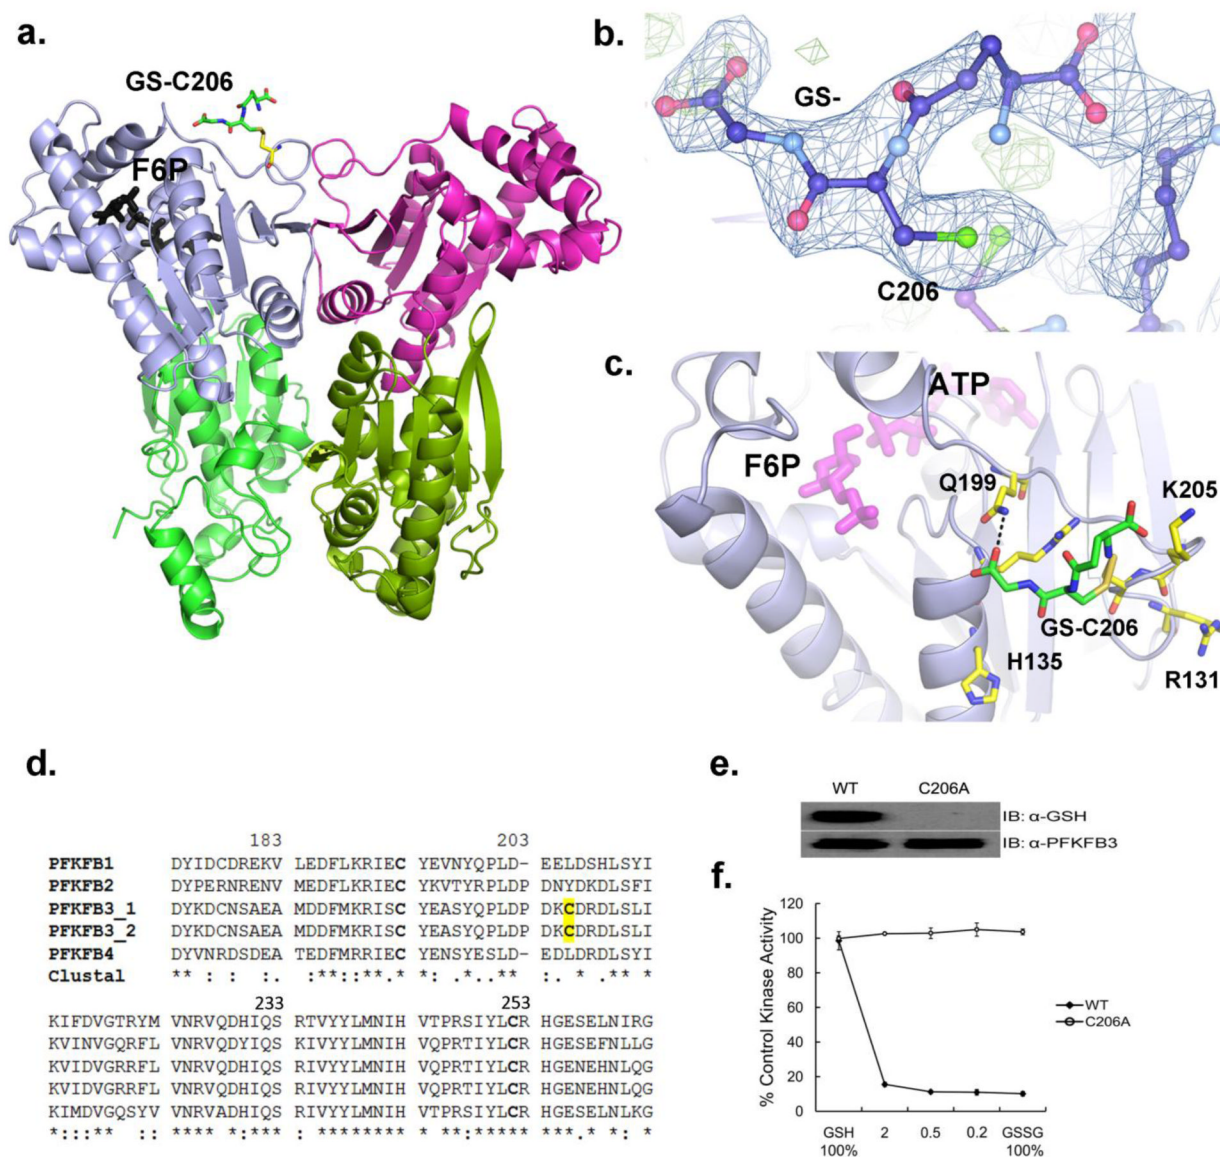 a.
GS-C206
F6P
b.
GS-
C206
c.
ATP
F6P
Q199
K205
GS-C206
H135
R131
d.
183 203
PFKFB1 DYIDCDREKV LEDFLKRIEC YEVNYQPLD- EELDSHLSYI
PFKFB2 DYPERNRENV MEDFLKRIEC YKVTYRPLDP DNYDKDLSFI
PFKFB3_1 DYKDCNSAEA MDDFMKRISC YEASYQPLDP DKCDRDLSLI
PFKFB3_2 DYKDCNSAEA MDDFMKRISC YEASYQPLDP DKCDRDLSLI
PFKFB4 DYVNRDSDEA TEDFMRRIEC YENSYESLD- EDLDRDLSYI
Clustal ** : : . :**:.***.* *: .*..** : .*.:**:*
233 253
KIFDVGTRYM VNRVQDHIQS RTVYYLMNIH VTPRSIYLCR HGESELNIRG
KVINVGQRFL VNRVQDYIQS KIVYYLMNIH VQPRTIYLCR HGESEFNLLG
KVIDVGRRFL VNRVQDHIQS RIVYYLMNIH VQPRTIYLCR HGENEHNLQG
KVIDVGRRFL VNRVQDHIQS RIVYYLMNIH VQPRTIYLCR HGENEHNLQG
KIMDVGQSYV VNRVADHIQS RIVYYLMNIH VTPRSIYLCR HGESELNLKG
*::** :: **** *:*** : ******** * **:***** ***.* *: *
e.
WT C206A
IB: α-GSH
IB: α-PFKFB3
f.
% Control Kinase Activity
120
100
80
60
40
20
0
GSH 100% 2 0.5 0.2 GSSG 100%
WT
C206A